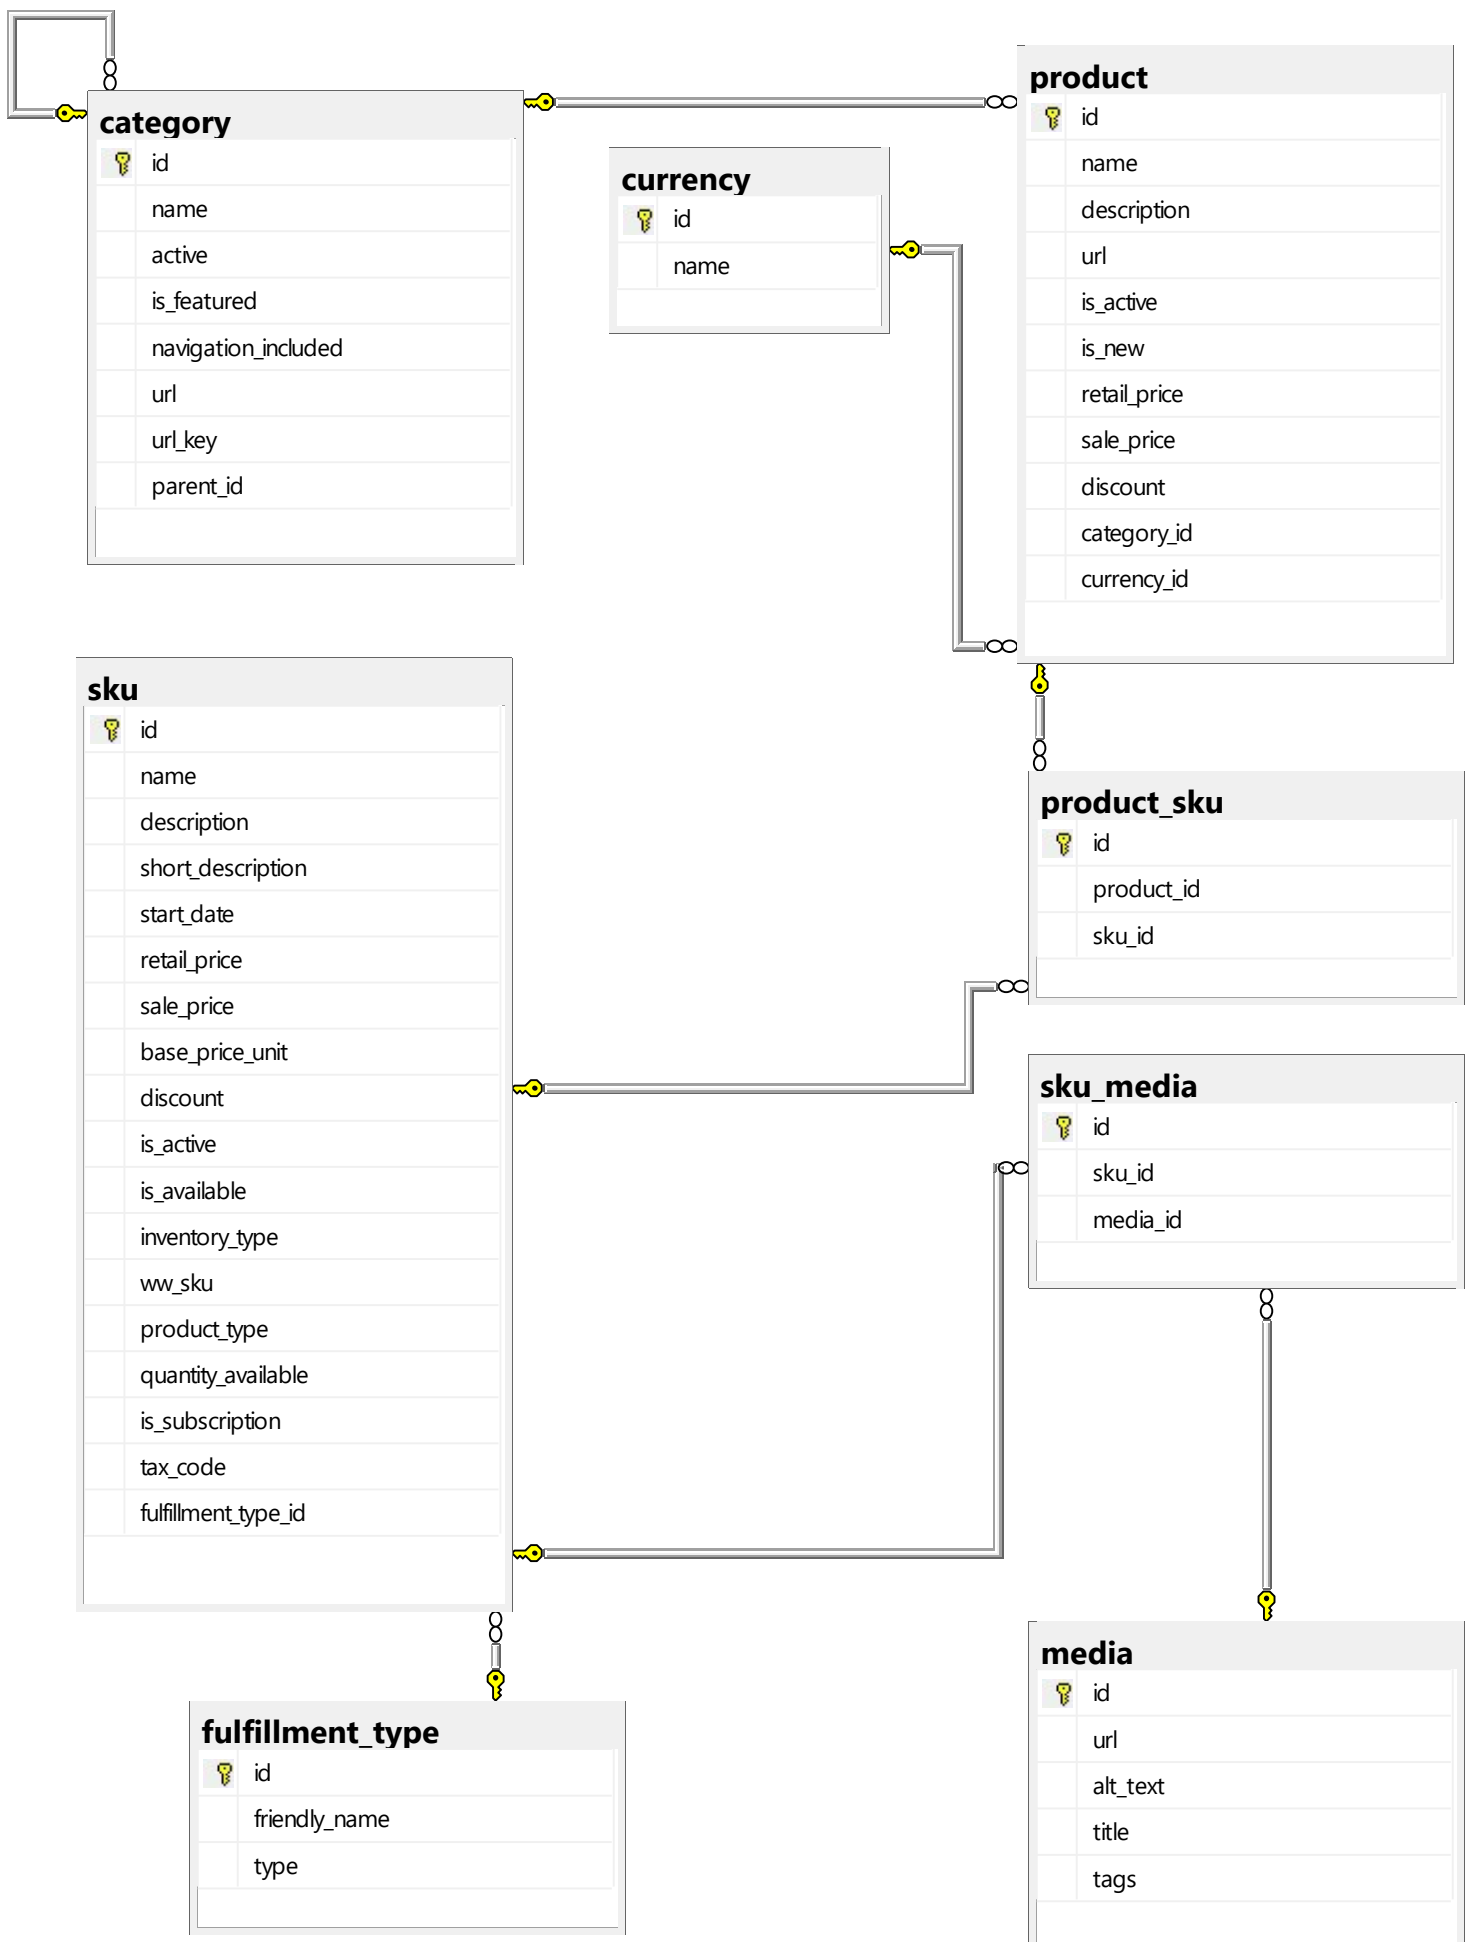 category
id
name
active
is_featured
navigation_included
url
url_key
parent_id
currency
id
name
product
id
name
description
url
is_active
is_new
retail_price
sale_price
discount
category_id
currency_id
sku
id
name
description
short_description
start_date
retail_price
sale_price
base_price_unit
discount
is_active
is_available
inventory_type
ww_sku
product_type
quantity_available
is_subscription
tax_code
fulfillment_type_id
product_sku
id
product_id
sku_id
sku_media
id
sku_id
media_id
fulfillment_type
id
friendly_name
type
media
id
url
alt_text
title
tags